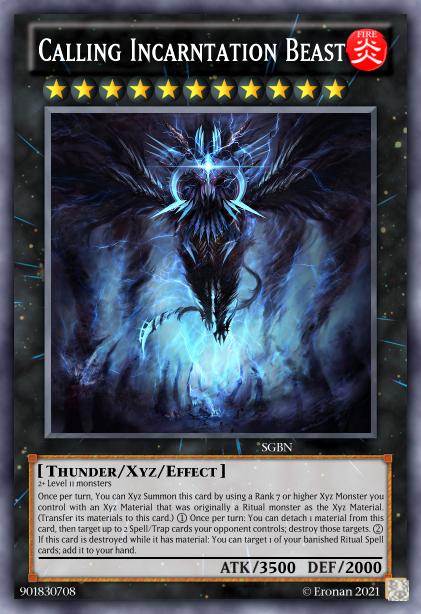 CALLING INCARNTATION BEAST
FIRE
炎
SGBN
[THUNDER/XYZ/EFFECT]
2+ Level 11 monsters
Once per turn, You can Xyz Summon this card by using a Rank 7 or higher Xyz Monster you
control with an Xyz Material that was originally a Ritual monster as the Xyz Material.
(Transfer its materials to this card.) ① Once per turn: You can detach 1 material from this
card, then target up to 2 Spell/Trap cards your opponent controls; destroy those targets. ②
If this card is destroyed while it has material: You can target 1 of your banished Ritual Spell
cards; add it to your hand.
ATK/3500 DEF/2000
901830708
© Eronan 2021